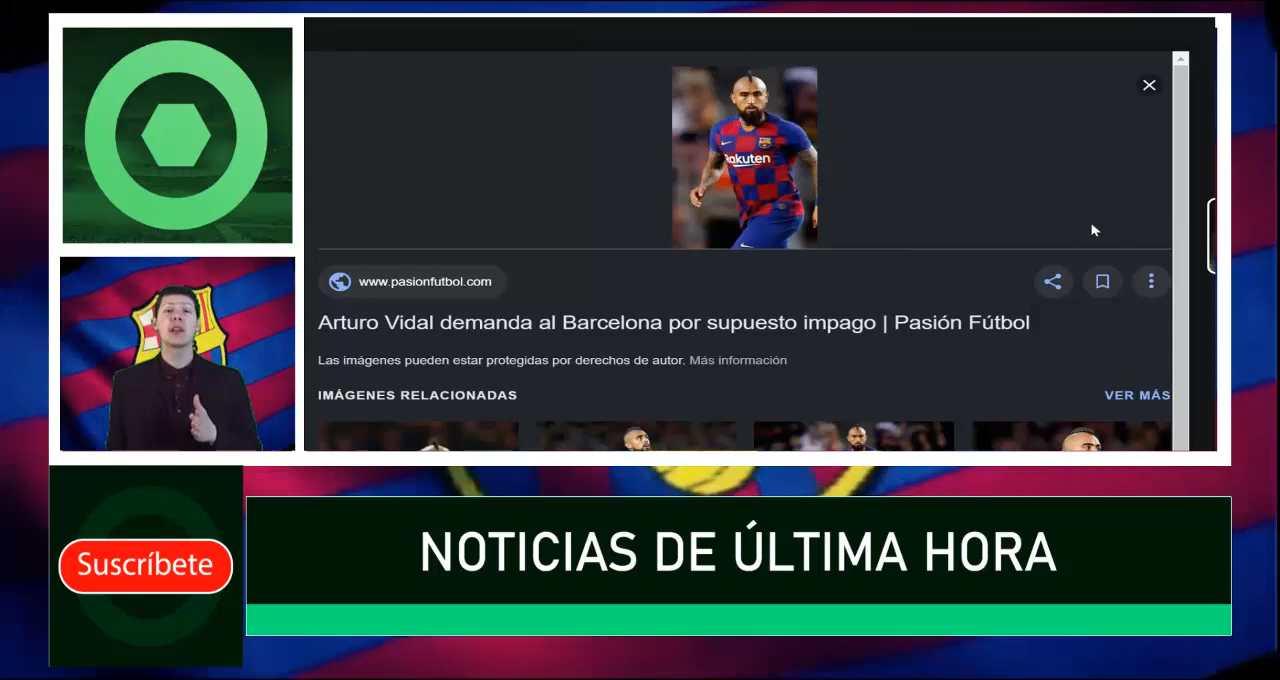 Rakuten
www.pasionfutbol.com
Arturo Vidal demanda al Barcelona por supuesto impago | Pasión Fútbol
Las imágenes pueden estar protegidas por derechos de autor. Más información
IMÁGENES RELACIONADAS
VER MÁS
Suscríbete
NOTICIAS DE ÚLTIMA HORA